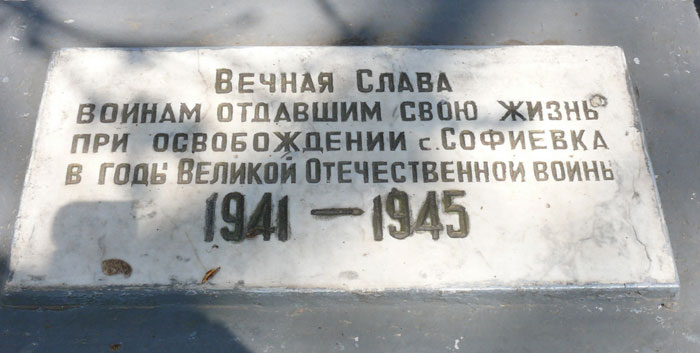 Вечная Слава
воинам отдавшим свою жизнь
при освобождении с. Софиевка
в годы Великой Отечественной войны
1941 — 1945